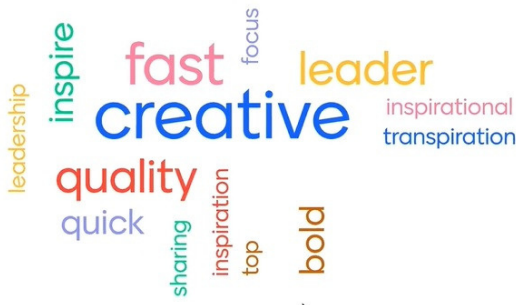 focus
inspire
fast
leader
leadership
creative
inspirational
transpiration
quality
quick
sharing
inspiration
top
bold